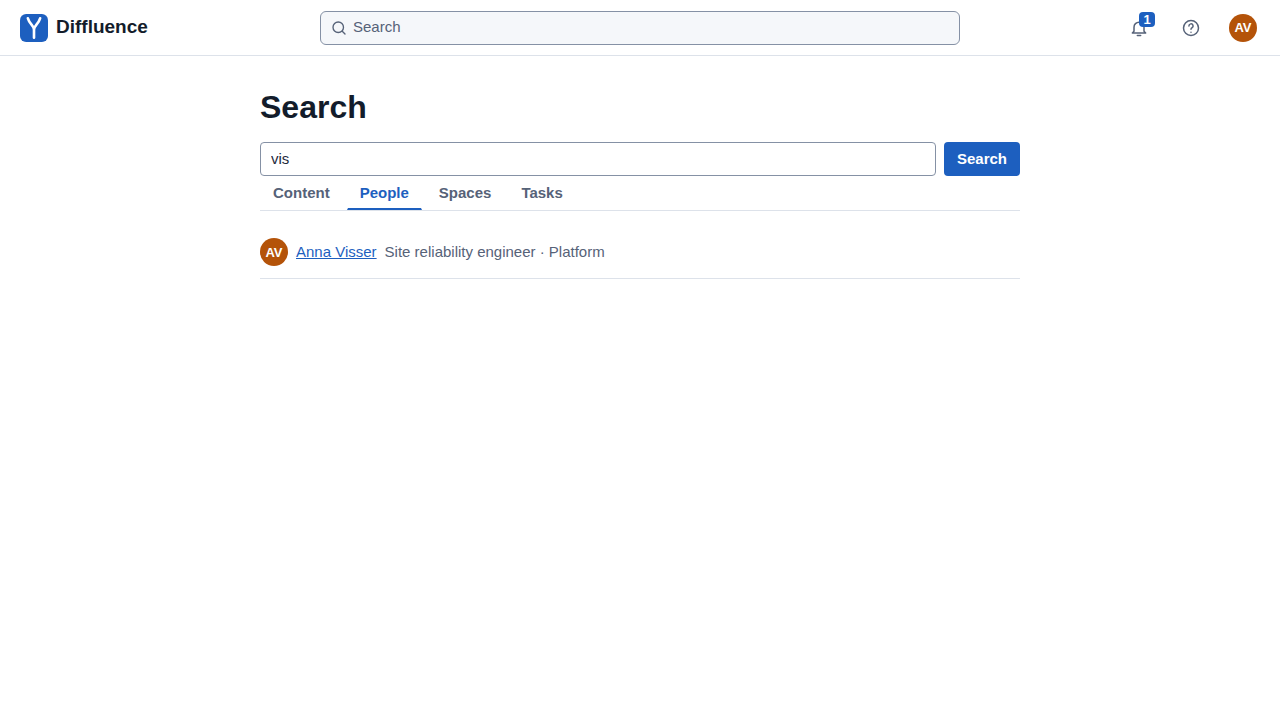 Diffluence
Search
1
AV
Search
vis
Search
Content People Spaces Tasks
AV Anna Visser Site reliability engineer · Platform